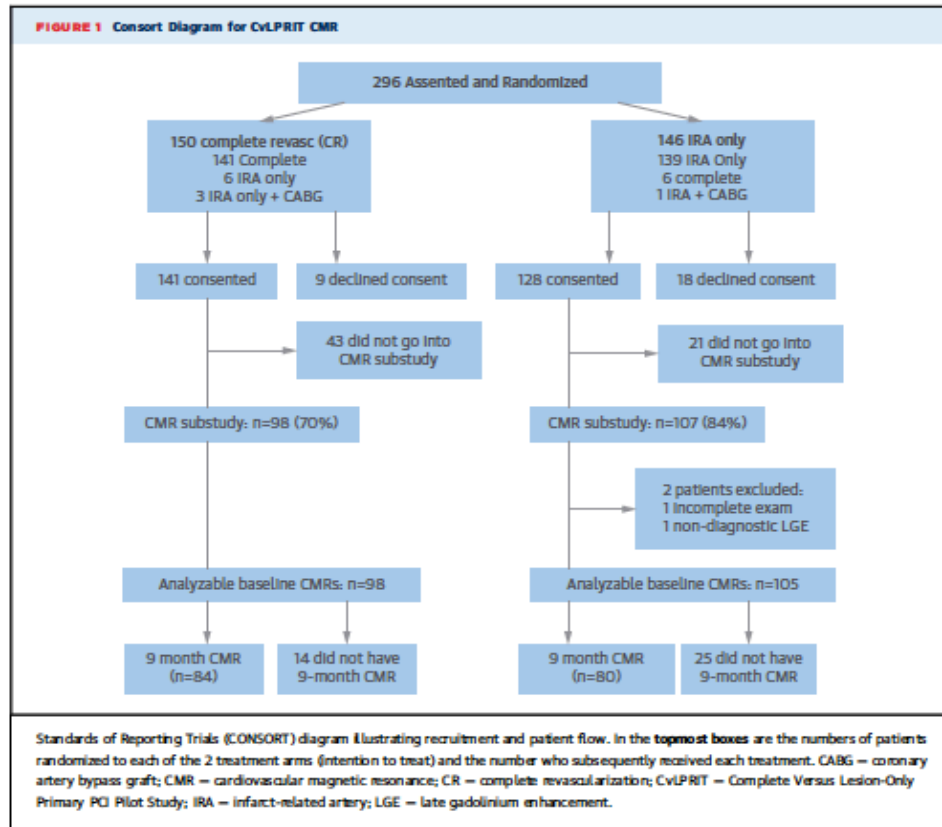 FIGURE 1 Consort Diagram for CvLPRIT CMR
296 Assented and Randomized
150 complete revasc (CR)
141 Complete
6 IRA only
3 IRA only + CABG
146 IRA only
139 IRA Only
6 complete
1 IRA + CABG
141 consented
9 declined consent
128 consented
18 declined consent
43 did not go into
CMR substudy
21 did not go into
CMR substudy
CMR substudy: n=98 (70%)
CMR substudy: n=107 (84%)
2 patients excluded:
1 incomplete exam
1 non-diagnostic LGE
Analyzable baseline CMRs: n=98
Analyzable baseline CMRs: n=105
9 month CMR
(n=84)
14 did not have
9-month CMR
9 month CMR
(n=80)
25 did not have
9-month CMR
Standards of Reporting Trials (CONSORT) diagram illustrating recruitment and patient flow. In the topmost boxes are the numbers of patients
randomized to each of the 2 treatment arms (intention to treat) and the number who subsequently received each treatment. CABG = coronary
artery bypass graft; CMR = cardiovascular magnetic resonance; CR = complete revascularization; CvLPRIT = Complete Versus Lesion-Only
Primary PCI Pilot Study; IRA = infarct-related artery; LGE = late gadolinium enhancement.